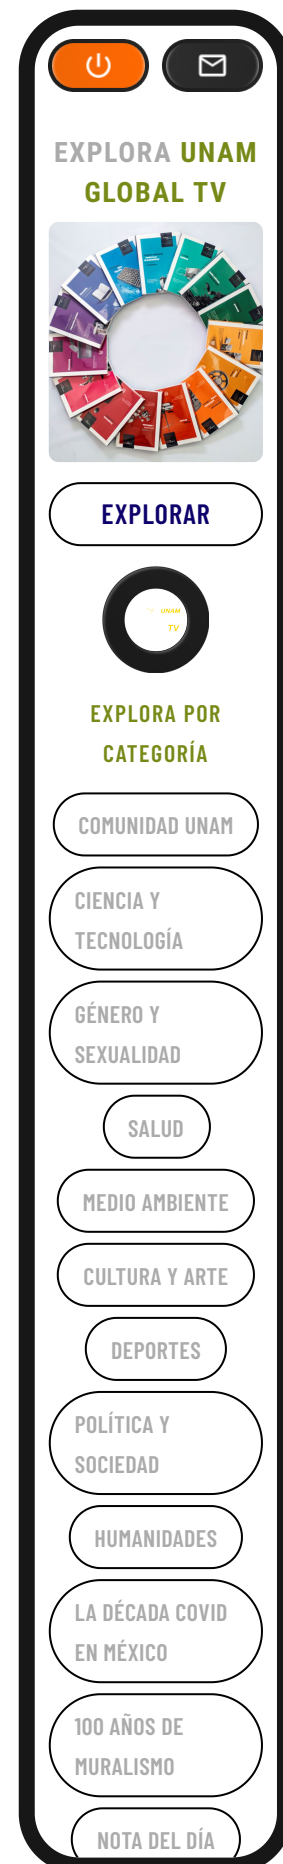 EXPLORA UNAM
GLOBAL TV
EXPLORAR
UNAM
TV
EXPLORA POR
CATEGORÍA
COMUNIDAD UNAM
CIENCIA Y
TECNOLOGÍA
GÉNERO Y
SEXUALIDAD
SALUD
MEDIO AMBIENTE
CULTURA Y ARTE
DEPORTES
POLÍTICA Y
SOCIEDAD
HUMANIDADES
LA DÉCADA COVID
EN MÉXICO
100 AÑOS DE
MURALISMO
NOTA DEL DÍA